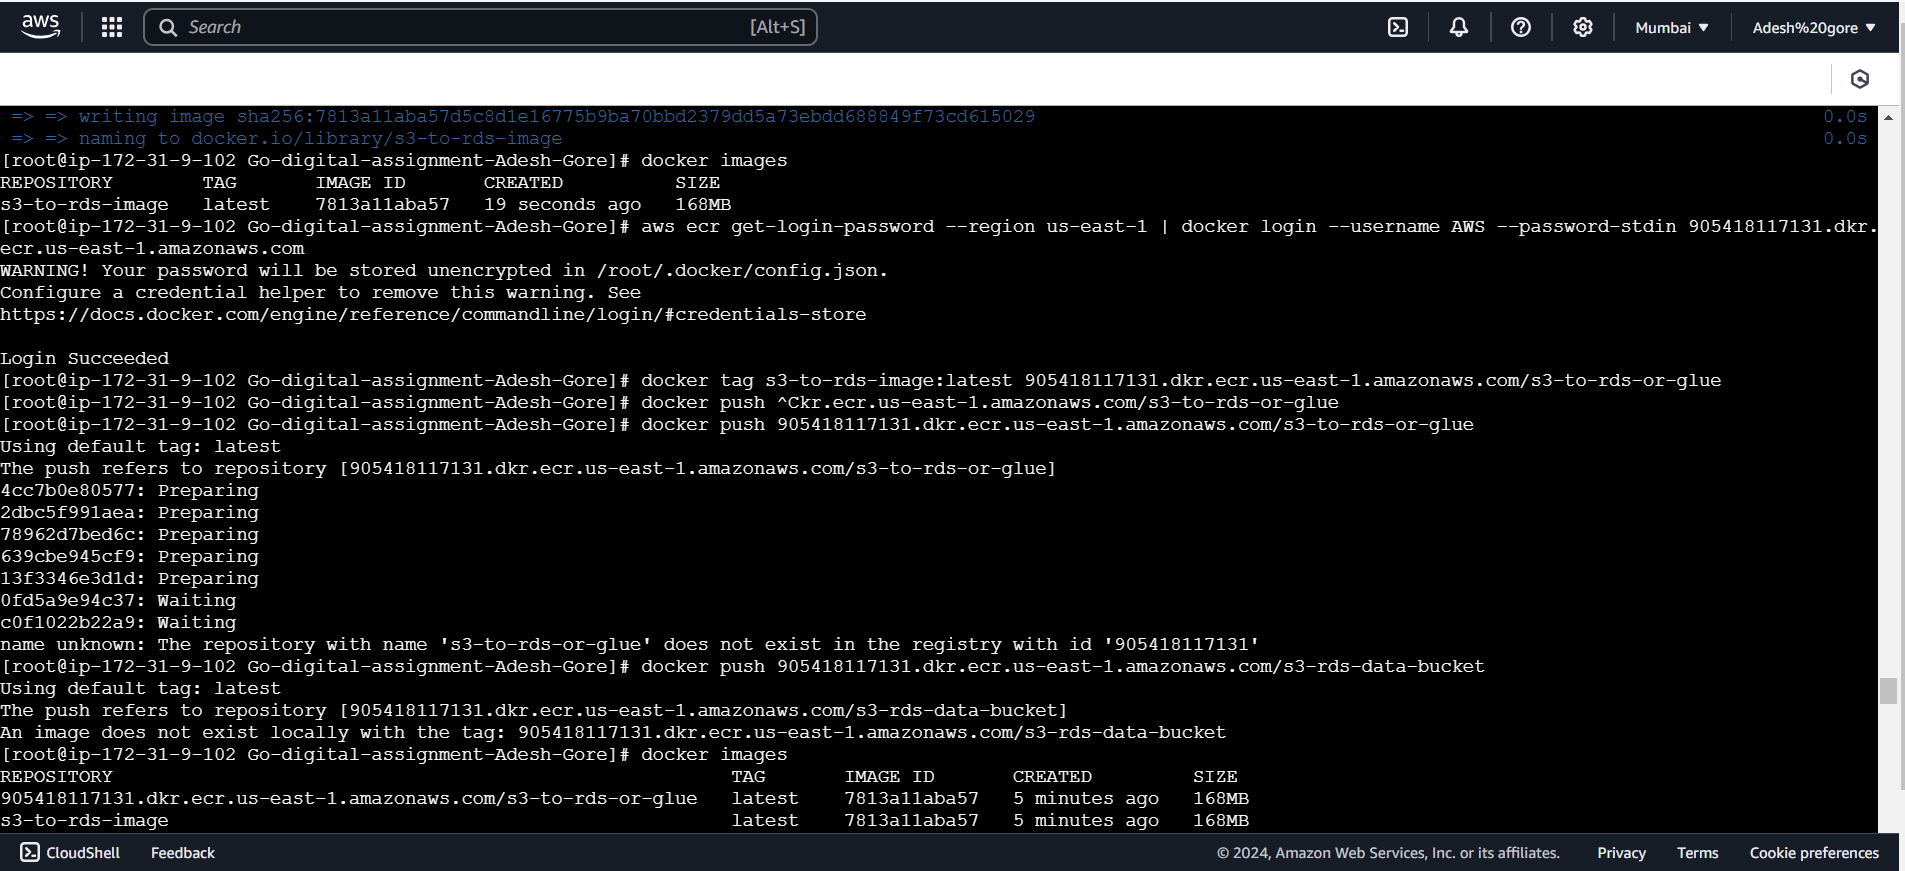 aws
Search [Alt+S] Mumbai ▼ Adesh%20gore ▼
=> => writing image sha256:7813a11aba57d5c8d1e16775b9ba70bbd2379dd5a73ebdd688849f73cd615029 0.0s
=> => naming to docker.io/library/s3-to-rds-image 0.0s
[root@ip-172-31-9-102 Go-digital-assignment-Adesh-Gore]# docker images
REPOSITORY TAG IMAGE ID CREATED SIZE
s3-to-rds-image latest 7813a11aba57 19 seconds ago 168MB
[root@ip-172-31-9-102 Go-digital-assignment-Adesh-Gore]# aws ecr get-login-password --region us-east-1 | docker login --username AWS --password-stdin 905418117131.dkr.
ecr.us-east-1.amazonaws.com
WARNING! Your password will be stored unencrypted in /root/.docker/config.json.
Configure a credential helper to remove this warning. See
https://docs.docker.com/engine/reference/commandline/login/#credentials-store
Login Succeeded
[root@ip-172-31-9-102 Go-digital-assignment-Adesh-Gore]# docker tag s3-to-rds-image:latest 905418117131.dkr.ecr.us-east-1.amazonaws.com/s3-to-rds-or-glue
[root@ip-172-31-9-102 Go-digital-assignment-Adesh-Gore]# docker push ^Ckr.ecr.us-east-1.amazonaws.com/s3-to-rds-or-glue
[root@ip-172-31-9-102 Go-digital-assignment-Adesh-Gore]# docker push 905418117131.dkr.ecr.us-east-1.amazonaws.com/s3-to-rds-or-glue
Using default tag: latest
The push refers to repository [905418117131.dkr.ecr.us-east-1.amazonaws.com/s3-to-rds-or-glue]
4cc7b0e80577: Preparing
2dbc5f991aea: Preparing
78962d7bed6c: Preparing
639cbe945cf9: Preparing
13f3346e3d1d: Preparing
0fd5a9e94c37: Waiting
c0f1022b22a9: Waiting
name unknown: The repository with name 's3-to-rds-or-glue' does not exist in the registry with id '905418117131'
[root@ip-172-31-9-102 Go-digital-assignment-Adesh-Gore]# docker push 905418117131.dkr.ecr.us-east-1.amazonaws.com/s3-rds-data-bucket
Using default tag: latest
The push refers to repository [905418117131.dkr.ecr.us-east-1.amazonaws.com/s3-rds-data-bucket]
An image does not exist locally with the tag: 905418117131.dkr.ecr.us-east-1.amazonaws.com/s3-rds-data-bucket
[root@ip-172-31-9-102 Go-digital-assignment-Adesh-Gore]# docker images
REPOSITORY TAG IMAGE ID CREATED SIZE
905418117131.dkr.ecr.us-east-1.amazonaws.com/s3-to-rds-or-glue latest 7813a11aba57 5 minutes ago 168MB
s3-to-rds-image latest 7813a11aba57 5 minutes ago 168MB
CloudShell Feedback © 2024, Amazon Web Services, Inc. or its affiliates. Privacy Terms Cookie preferences